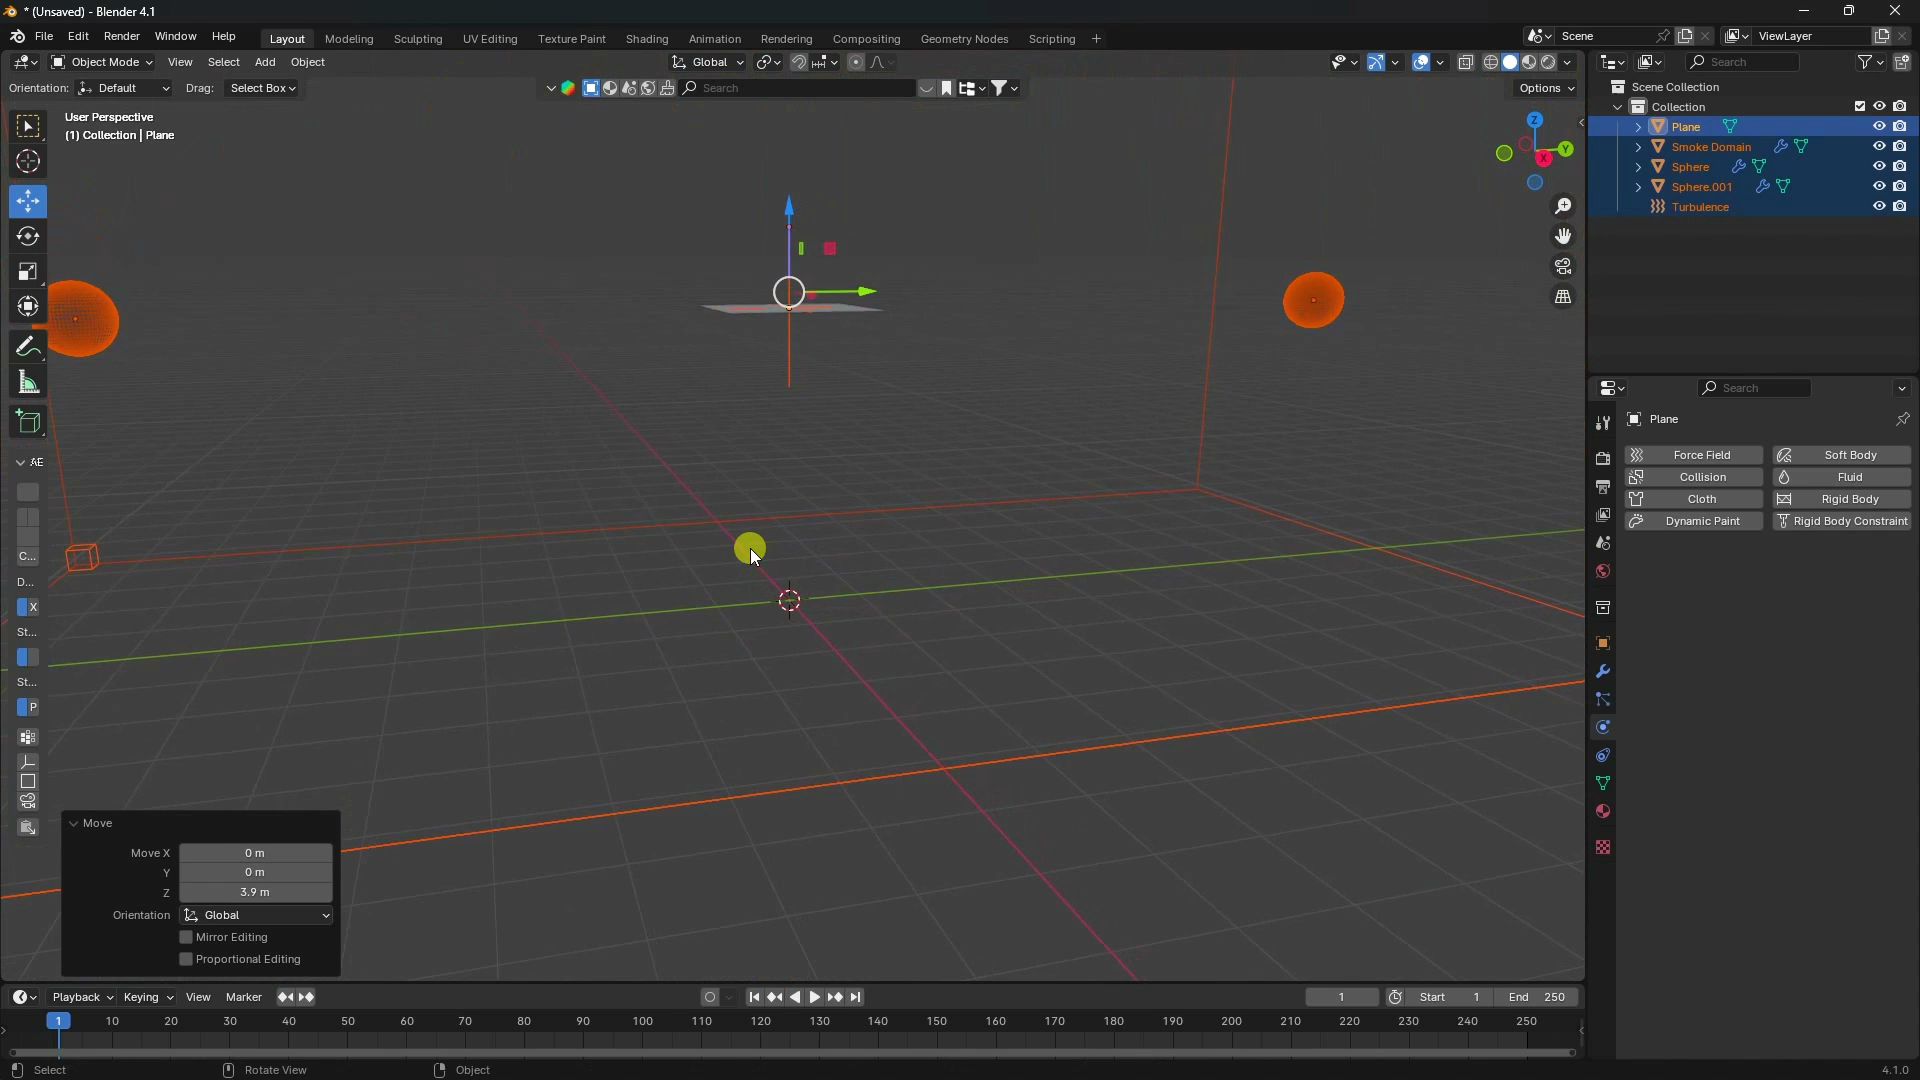 * (Unsaved) - Blender 4.1
File Edit Render Window Help
Layout Modeling Sculpting UV Editing Texture Paint Shading Animation Rendering Compositing Geometry Nodes Scripting +
Scene
ViewLayer
Object Mode View Select Add Object
Global
Search
Orientation: Default Drag: Select Box
Search
Options
Scene Collection
Collection
Plane
Smoke Domain
Sphere
Sphere.001
Turbulence
User Perspective
(1) Collection | Plane
Z
Y
X
AE
C...
D...
X
St...
St...
P
Search
Plane
Force Field Soft Body
Collision Fluid
Cloth Rigid Body
Dynamic Paint Rigid Body Constraint
Move
Move X 0 m
Y 0 m
Z 3.9 m
Orientation Global
Mirror Editing
Proportional Editing
Playback Keying View Marker
1 Start 1 End 250
1 10 20 30 40 50 60 70 80 90 100 110 120 130 140 150 160 170 180 190 200 210 220 230 240 250
Select Rotate View Object 4.1.0